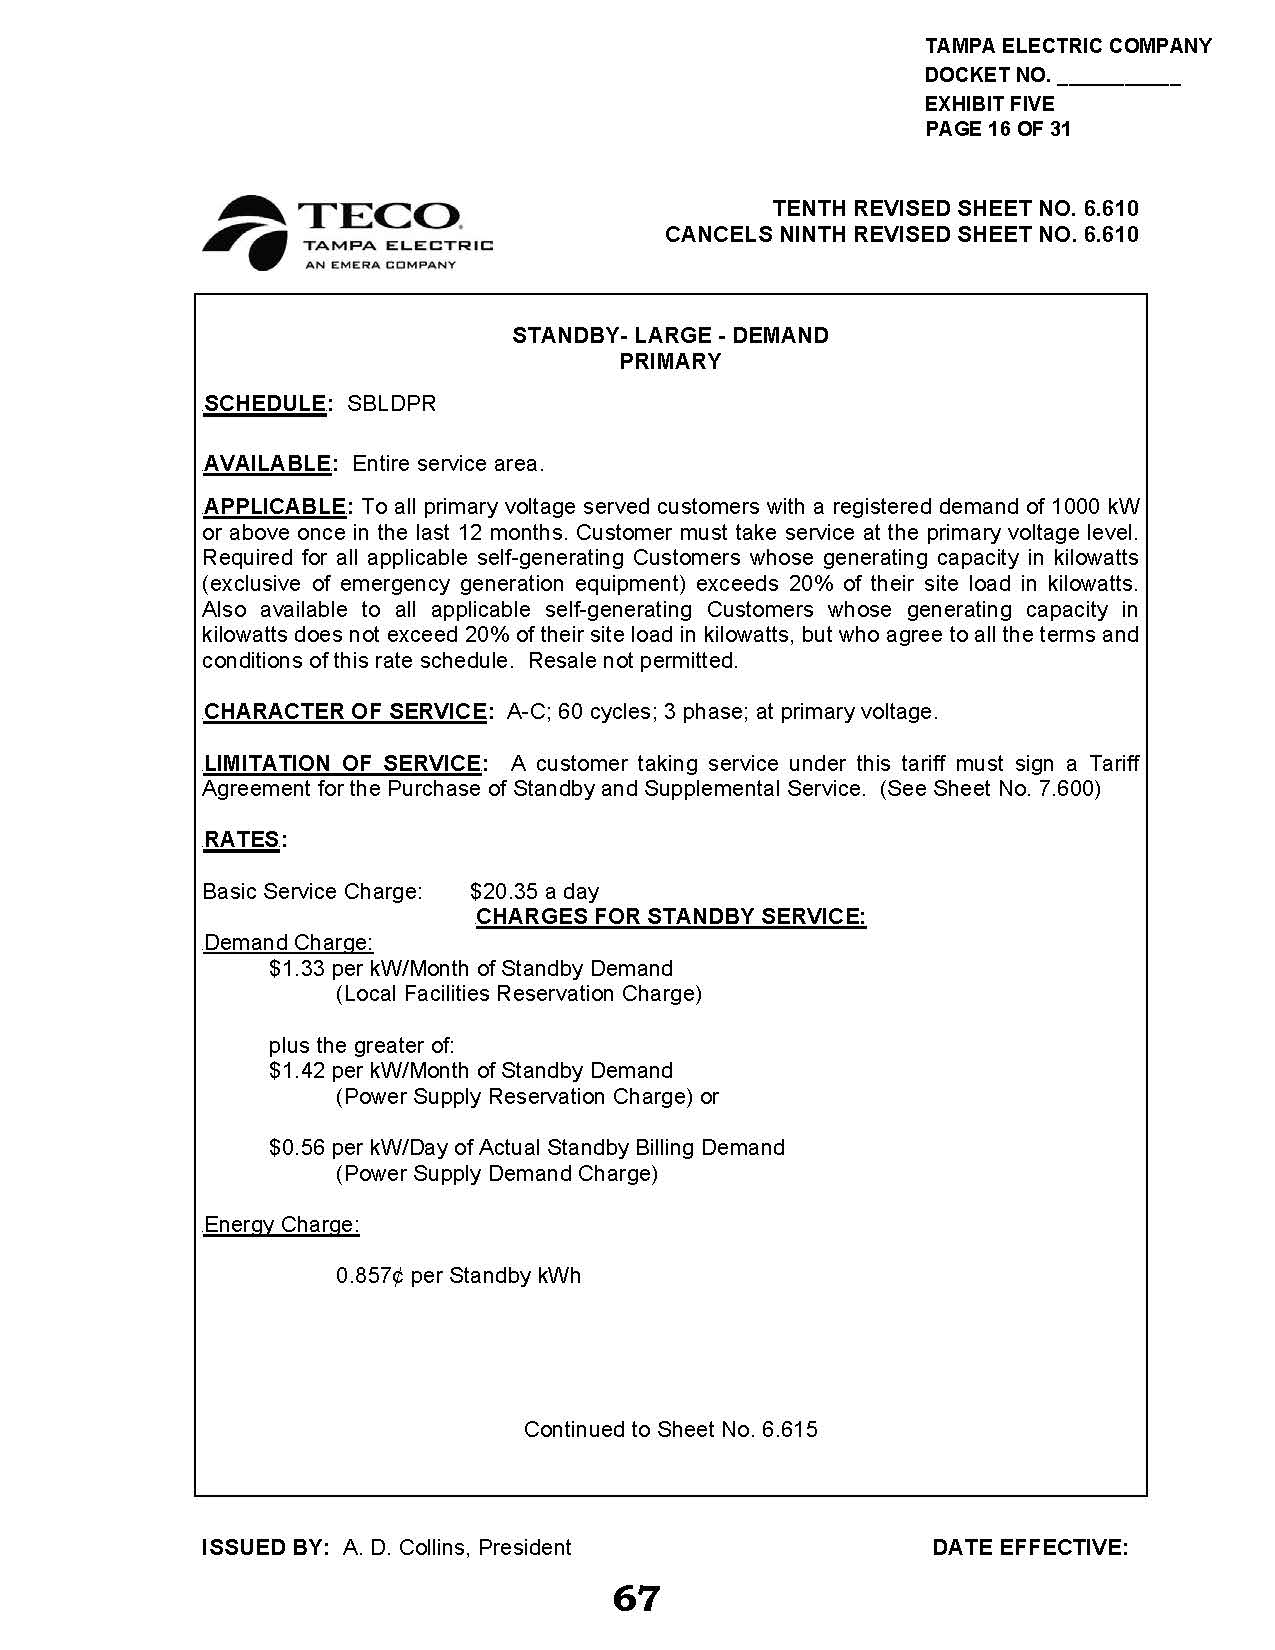 TAMPA ELECTRIC COMPANY
DOCKET NO. ___________
EXHIBIT FIVE
PAGE 16 OF 31
TECO.
TAMPA ELECTRIC
AN EMERA COMPANY
TENTH REVISED SHEET NO. 6.610
CANCELS NINTH REVISED SHEET NO. 6.610
STANDBY- LARGE - DEMAND
PRIMARY
SCHEDULE: SBLDPR
AVAILABLE: Entire service area.
APPLICABLE: To all primary voltage served customers with a registered demand of 1000 kW
or above once in the last 12 months. Customer must take service at the primary voltage level.
Required for all applicable self-generating Customers whose generating capacity in kilowatts
(exclusive of emergency generation equipment) exceeds 20% of their site load in kilowatts.
Also available to all applicable self-generating Customers whose generating capacity in
kilowatts does not exceed 20% of their site load in kilowatts, but who agree to all the terms and
conditions of this rate schedule. Resale not permitted.
CHARACTER OF SERVICE: A-C; 60 cycles; 3 phase; at primary voltage.
LIMITATION OF SERVICE: A customer taking service under this tariff must sign a Tariff
Agreement for the Purchase of Standby and Supplemental Service. (See Sheet No. 7.600)
RATES:
Basic Service Charge: $20.35 a day
CHARGES FOR STANDBY SERVICE:
Demand Charge:
$1.33 per kW/Month of Standby Demand
(Local Facilities Reservation Charge)
plus the greater of:
$1.42 per kW/Month of Standby Demand
(Power Supply Reservation Charge) or
$0.56 per kW/Day of Actual Standby Billing Demand
(Power Supply Demand Charge)
Energy Charge:
0.857¢ per Standby kWh
Continued to Sheet No. 6.615
ISSUED BY: A. D. Collins, President
DATE EFFECTIVE:
67